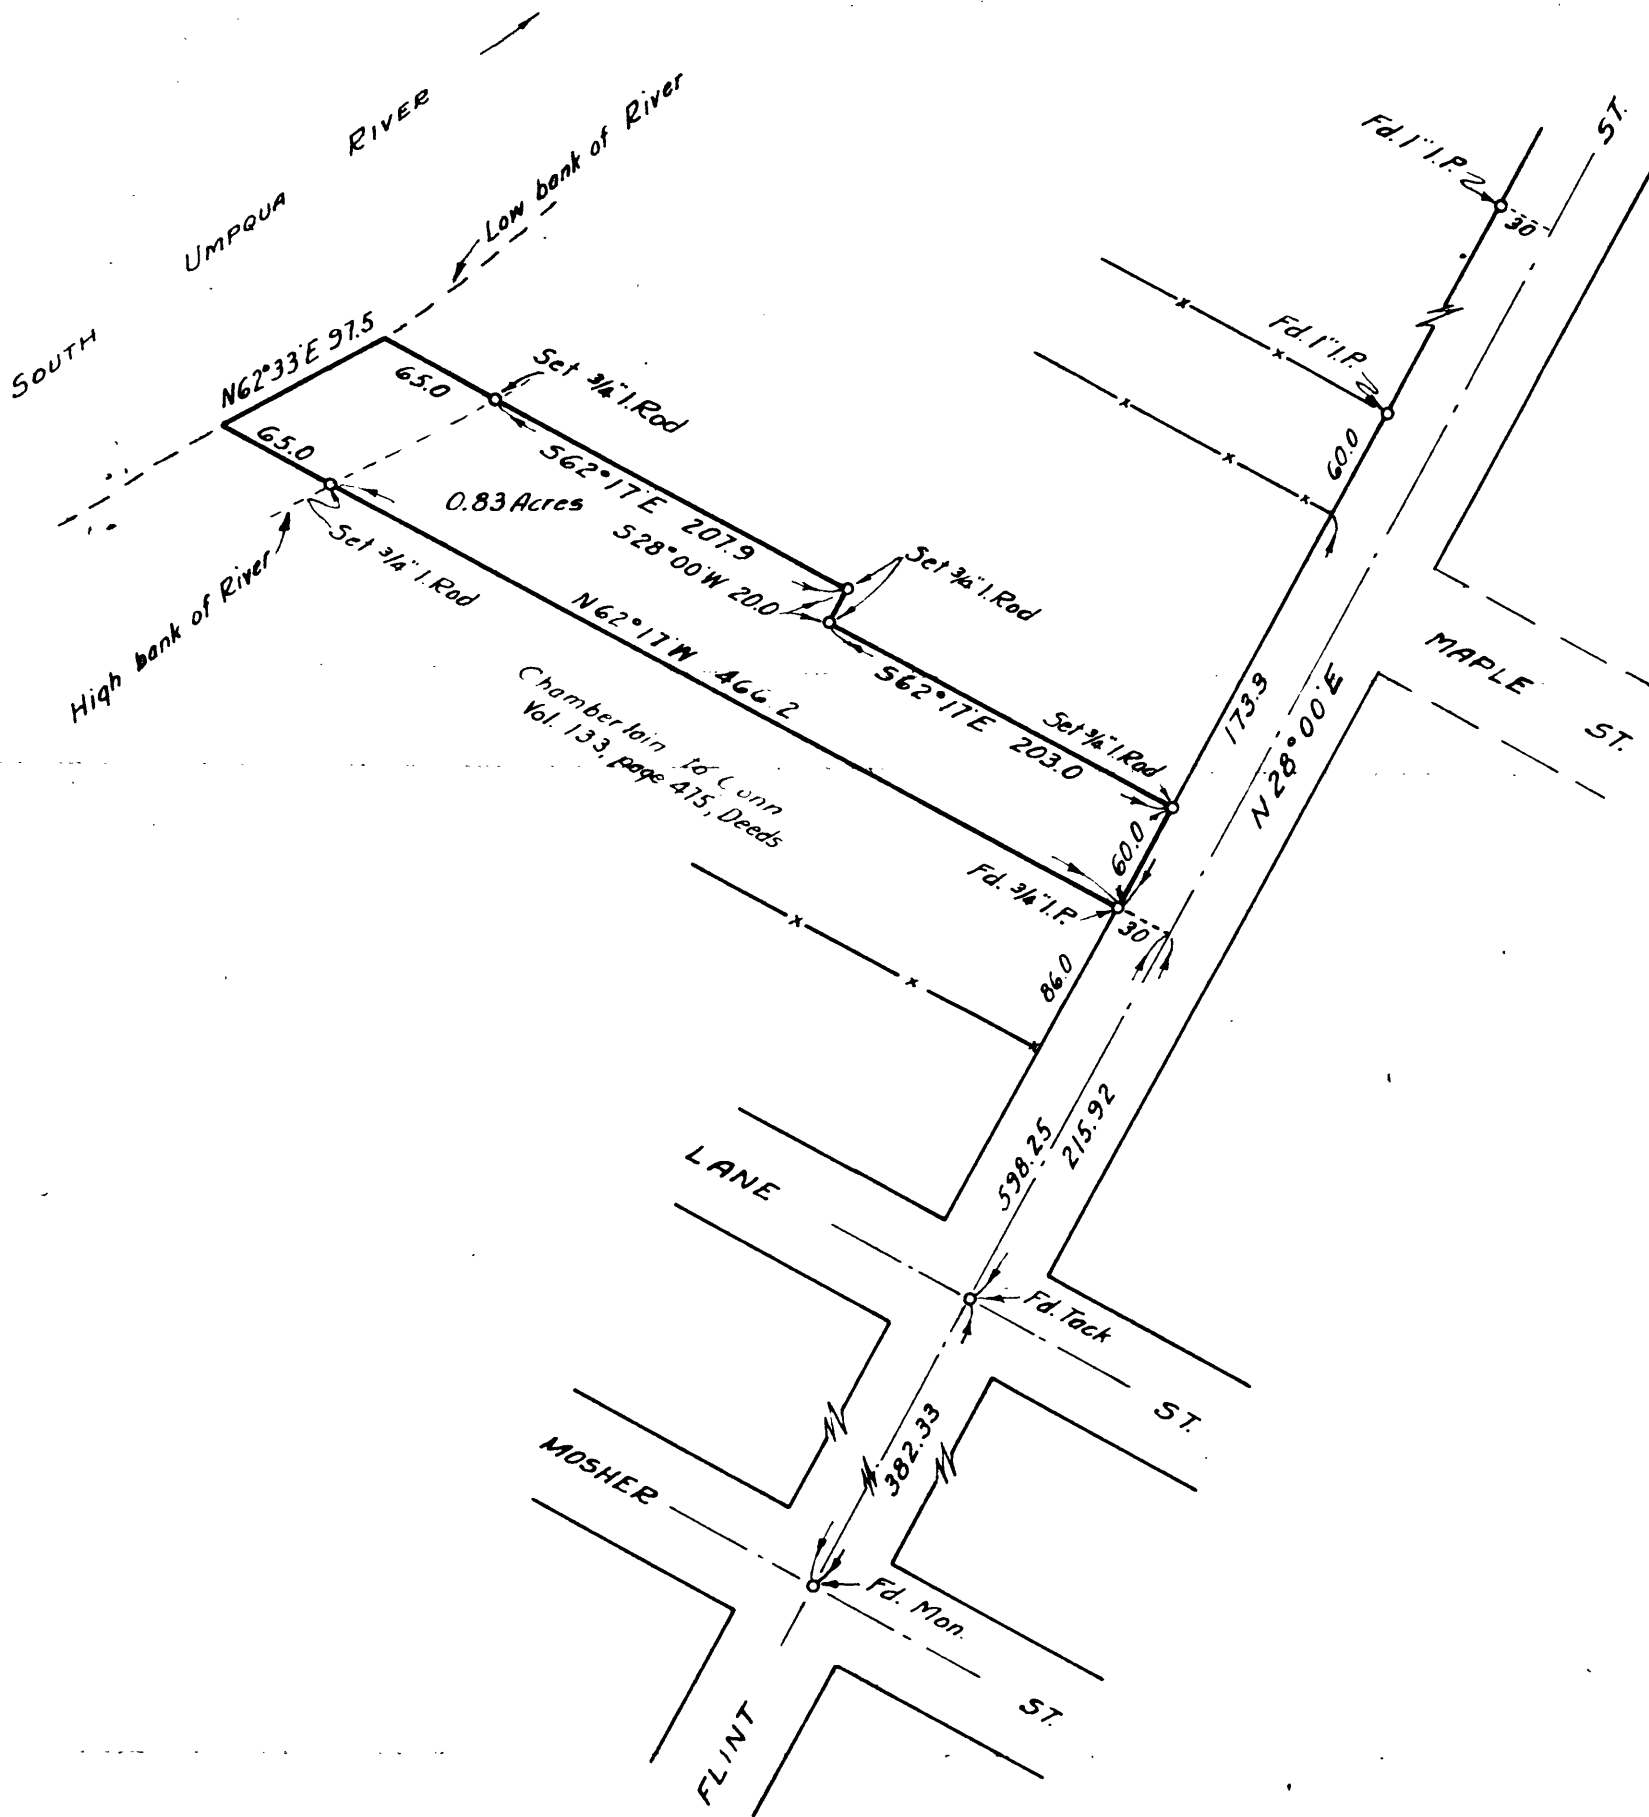 SOUTH UMPQUA RIVER
Low bank of River
N62°33'E 97.5
65.0
Set 3/4" I.Rod
65.0
0.83 Acres
S62°17'E 207.9
S28°00'W 20.0
Set 3/4" I.Rod
High bank of River
Set 3/4" I.Rod
N62°17'W 466.2
S62°17'E 203.0
Set 3/4" I.Rod
Chamberlain to Cunn
Vol. 133, page 475, Deeds
Fd. 3/4" I.P.
60.0
30
86.0
Fd. 1" I.P.
30
Fd. 1" I.P.
60.0
173.9
N 28°00'E
MAPLE ST.
598.25
215.92
LANE ST.
Fd. Tack
382.33
MOSHER ST.
Fd. Mon.
FLINT ST.